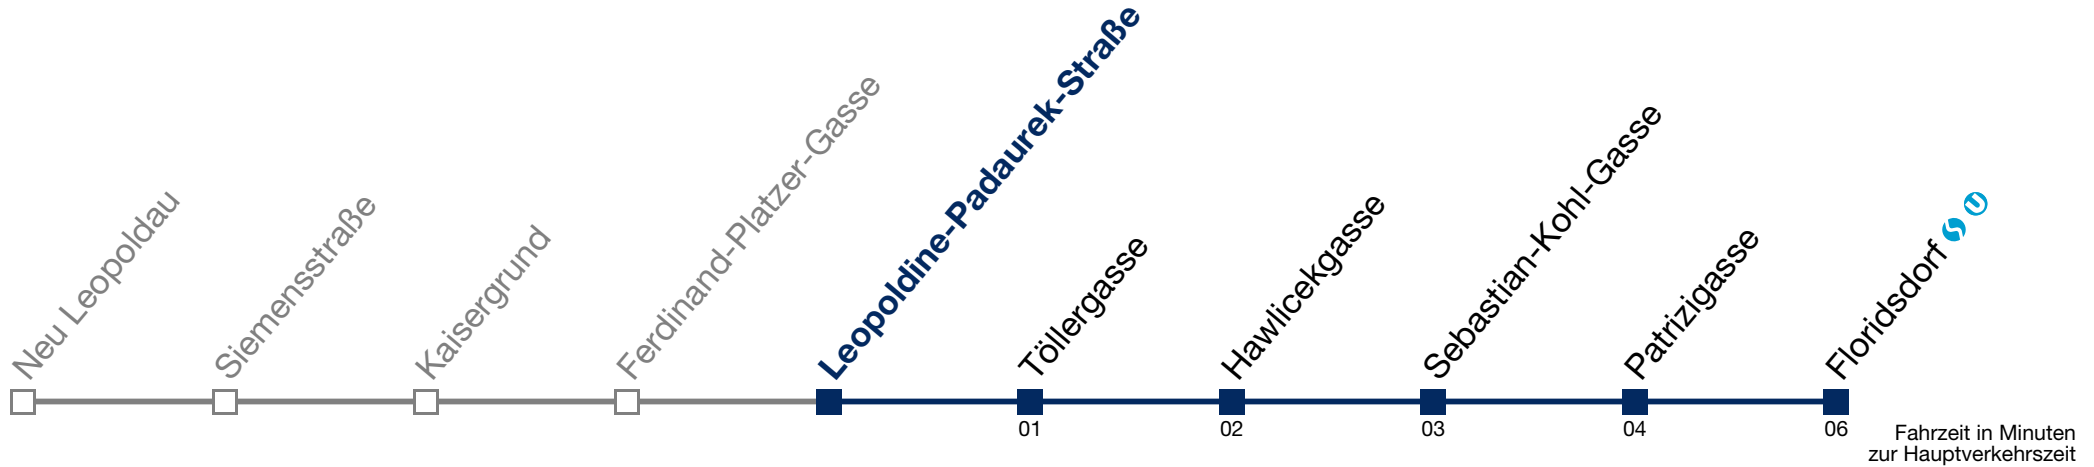 Neu Leopoldau
Siemensstraße
Kaisergrund
Ferdinand-Platzer-Gasse
Leopoldine-Padaurek-Straße
Töllergasse
Hawlicekgasse
Sebastian-Kohl-Gasse
Patrizigasse
Floridsdorf S U
01
02
03
04
06
Fahrzeit in Minuten
zur Hauptverkehrszeit